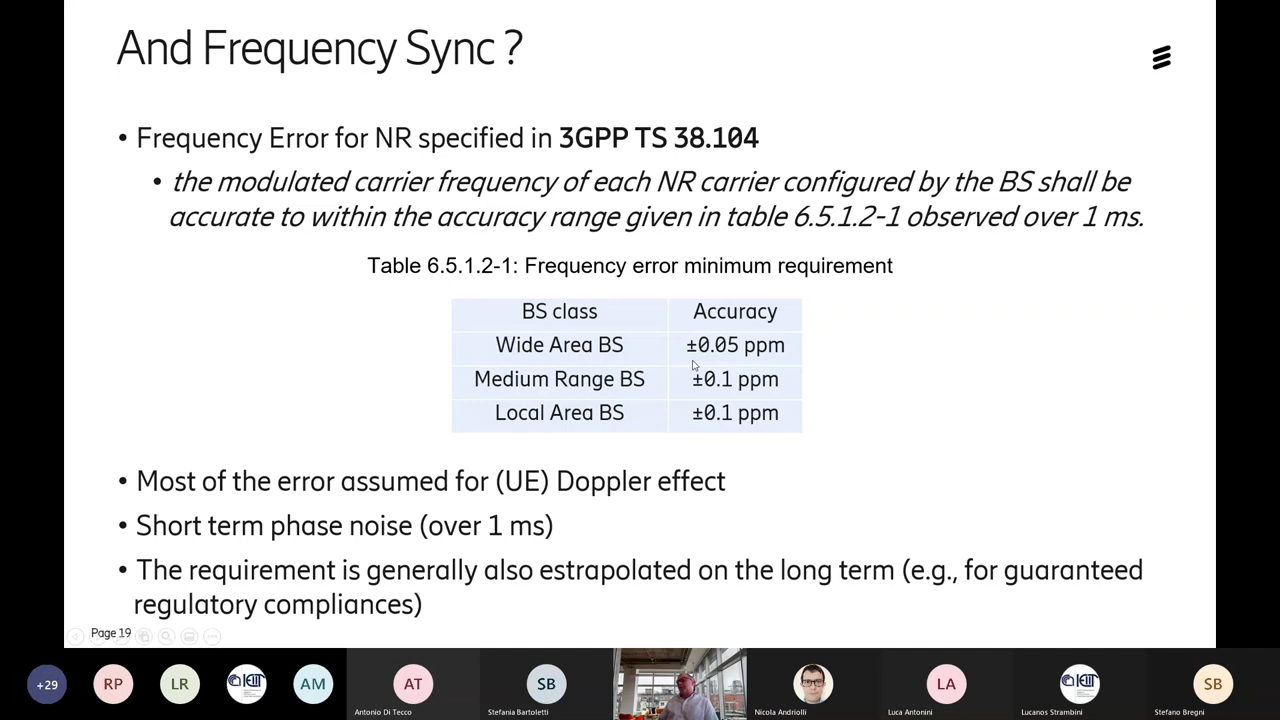 And Frequency Sync ?
• Frequency Error for NR specified in 3GPP TS 38.104
• the modulated carrier frequency of each NR carrier configured by the BS shall be
accurate to within the accuracy range given in table 6.5.1.2-1 observed over 1 ms.
Table 6.5.1.2-1: Frequency error minimum requirement
BS class Accuracy
Wide Area BS ±0.05 ppm
Medium Range BS ±0.1 ppm
Local Area BS ±0.1 ppm
• Most of the error assumed for (UE) Doppler effect
• Short term phase noise (over 1 ms)
• The requirement is generally also estrapolated on the long term (e.g., for guaranteed
regulatory compliances)
Page 19
+29 RP LR AM AT SB LA SB
Antonio Di Tecco Stefania Bartoletti Nicola Andriolli Luca Antonini Lucanos Strambini Stefano Bregni